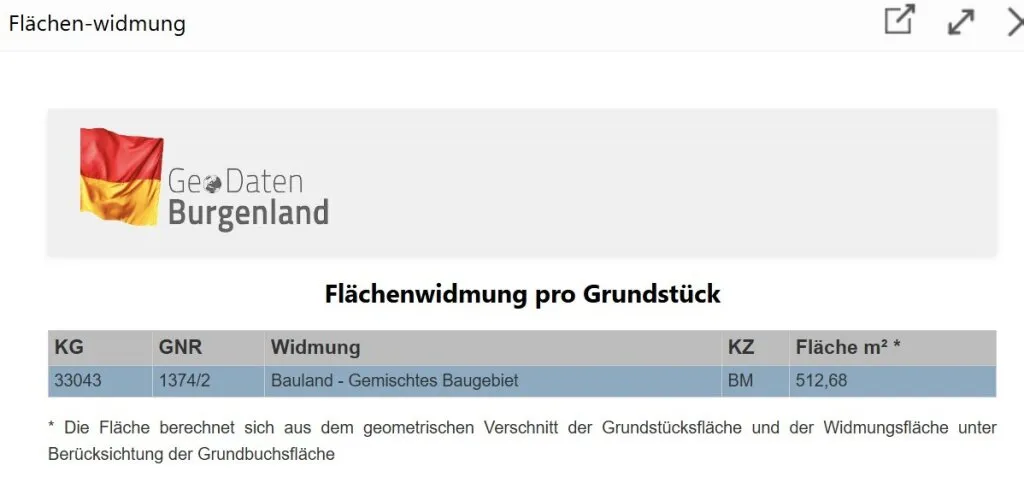 Flächen-widmung
GeoDaten
Burgenland
Flächenwidmung pro Grundstück
KG GNR Widmung KZ Fläche m² *
33043 1374/2 Bauland - Gemischtes Baugebiet BM 512,68
* Die Fläche berechnet sich aus dem geometrischen Verschnitt der Grundstücksfläche und der Widmungsfläche unter
Berücksichtung der Grundbuchsfläche